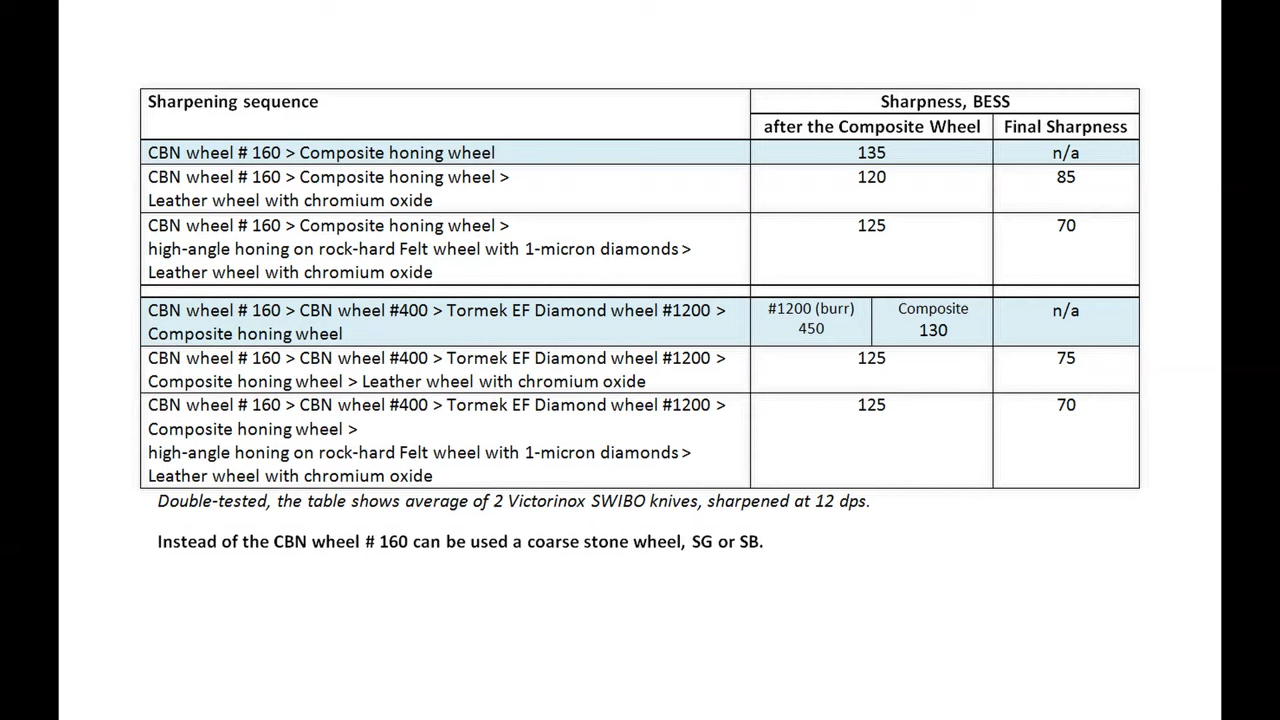 Sharpening sequence
Sharpness, BESS
after the Composite Wheel
Final Sharpness
CBN wheel # 160 > Composite honing wheel
135
n/a
CBN wheel # 160 > Composite honing wheel >
120
85
Leather wheel with chromium oxide
CBN wheel # 160 > Composite honing wheel >
125
70
high-angle honing on rock-hard Felt wheel with 1-micron diamonds >
Leather wheel with chromium oxide
CBN wheel # 160 > CBN wheel #400 > Tormek EF Diamond wheel #1200 >
Composite honing wheel
#1200 (burr)
450
Composite
130
n/a
CBN wheel # 160 > CBN wheel #400 > Tormek EF Diamond wheel #1200 >
125
75
Composite honing wheel > Leather wheel with chromium oxide
CBN wheel # 160 > CBN wheel #400 > Tormek EF Diamond wheel #1200 >
125
70
Composite honing wheel >
high-angle honing on rock-hard Felt wheel with 1-micron diamonds >
Leather wheel with chromium oxide
Double-tested, the table shows average of 2 Victorinox SWIBO knives, sharpened at 12 dps.
Instead of the CBN wheel # 160 can be used a coarse stone wheel, SG or SB.